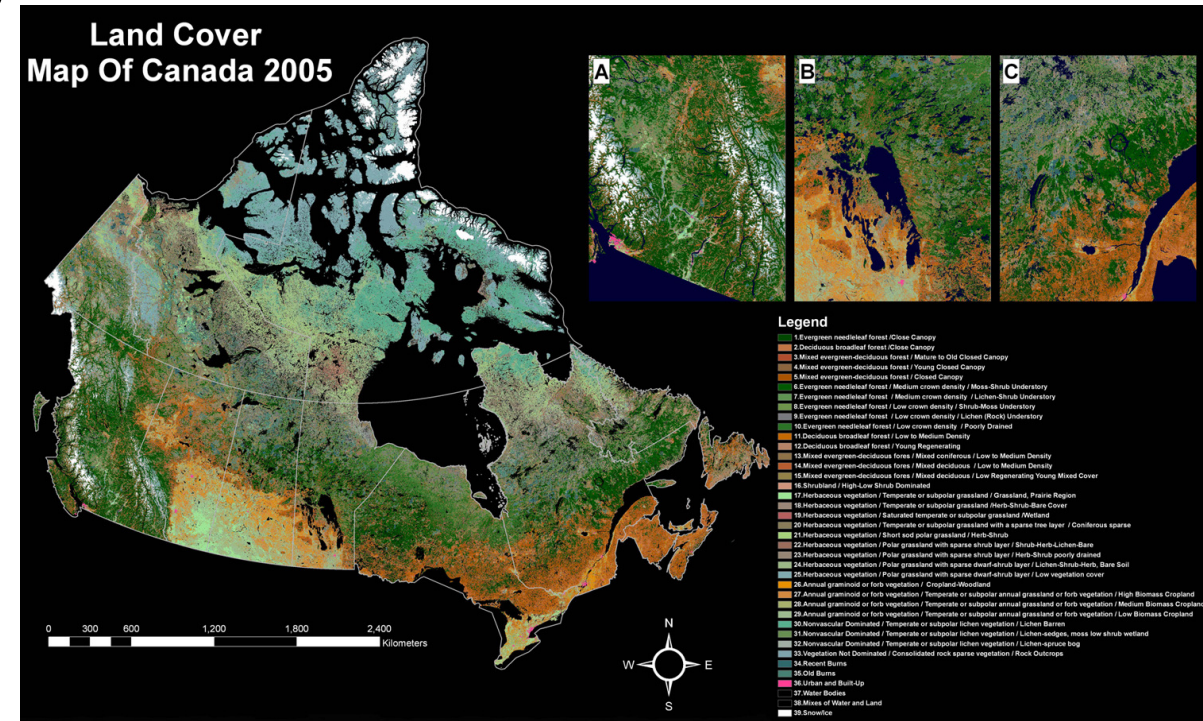 Land Cover
Map Of Canada 2005
A
B
C
Legend
1.Evergreen needleleaf forest /Close Canopy
2.Deciduous broadleaf forest /Close Canopy
3.Mixed evergreen-deciduous forest / Mature to Old Closed Canopy
4.Mixed evergreen-deciduous forest / Young Closed Canopy
5.Mixed evergreen-deciduous forest / Closed Canopy
6.Evergreen needleleaf forest / Medium crown density / Moss-Shrub Understory
7.Evergreen needleleaf forest / Medium crown density / Lichen-Shrub Understory
8.Evergreen needleleaf forest / Low crown density / Shrub-Moss Understory
9.Evergreen needleleaf forest / Low crown density / Lichen (Rock) Understory
10.Evergreen needleleaf forest / Low crown density / Poorly Drained
11.Deciduous broadleaf forest / Low to Medium Density
12.Deciduous broadleaf forest / Young Regenerating
13.Mixed evergreen-deciduous fores / Mixed coniferous / Low to Medium Density
14.Mixed evergreen-deciduous fores / Mixed deciduous / Low to Medium Density
15.Mixed evergreen-deciduous fores / Mixed deciduous / Low Regenerating Young Mixed Cover
16.Shrubland / High-Low Shrub Dominated
17.Herbaceous vegetation / Temperate or subpolar grassland / Grassland, Prairie Region
18.Herbaceous vegetation / Temperate or subpolar grassland /Herb-Shrub-Bare Cover
19.Herbaceous vegetation / Saturated temperate or subpolar grassland /Wetland
20 Herbaceous vegetation / Temperate or subpolar grassland with a sparse tree layer / Coniferous sparse
21.Herbaceous vegetation / Short sod polar grassland / Herb-Shrub
22.Herbaceous vegetation / Polar grassland with sparse shrub layer / Shrub-Herb-Lichen-Bare
23.Herbaceous vegetation / Polar grassland with sparse shrub layer / Herb-Shrub poorly drained
24.Herbaceous vegetation / Polar grassland with sparse dwarf-shrub layer / Lichen-Shrub-Herb, Bare Soil
25.Herbaceous vegetation / Polar grassland with sparse dwarf-shrub layer / Low vegetation cover
26.Annual graminoid or forb vegetation / Cropland-Woodland
27.Annual graminoid or forb vegetation / Temperate or subpolar annual grassland or forb vegetation / High Biomass Cropland
28.Annual graminoid or forb vegetation / Temperate or subpolar annual grassland or forb vegetation / Medium Biomass Cropland
29.Annual graminoid or forb vegetation / Temperate or subpolar annual grassland or forb vegetation / Low Biomass Cropland
30.Nonvascular Dominated / Temperate or subpolar lichen vegetation / Lichen Barren
31.Nonvascular Dominated / Temperate or subpolar lichen vegetation / Lichen-sedges, moss low shrub wetland
32.Nonvascular Dominated / Temperate or subpolar lichen vegetation / Lichen-spruce bog
33.Vegetation Not Dominated / Consolidated rock sparse vegetation / Rock Outcrops
34.Recent Burns
35.Old Burns
36.Urban and Built-Up
37.Water Bodies
38.Mixes of Water and Land
39.Snow/Ice
0 300 600 1,200 1,800 2,400
Kilometers
N
W E
S